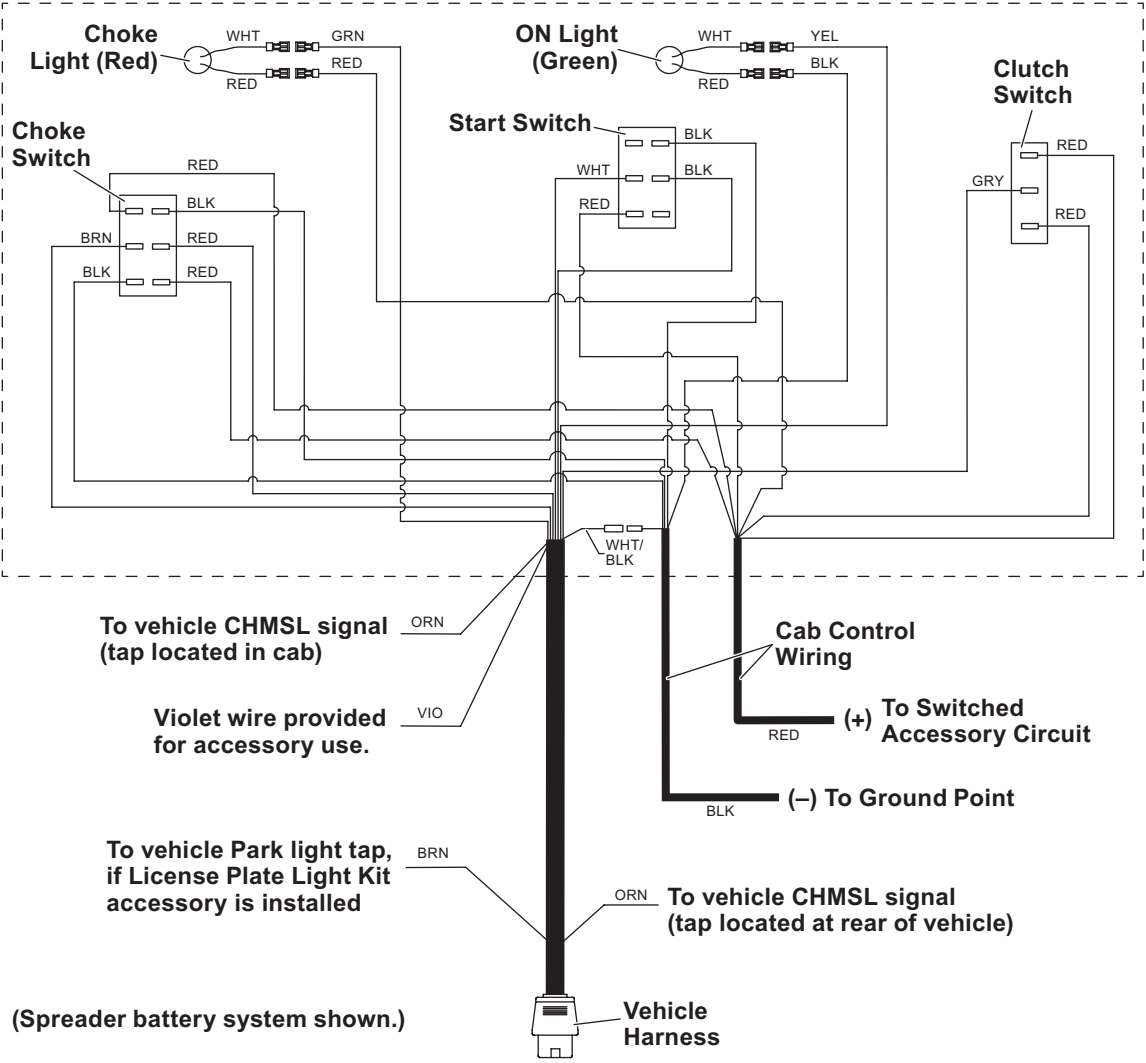 Choke
Light (Red)
WHT
GRN
RED
RED
ON Light
(Green)
WHT
YEL
BLK
RED
Clutch
Switch
RED
GRY
RED
Start Switch
BLK
WHT
BLK
RED
Choke
Switch
RED
BLK
BRN
RED
BLK
RED
WHT/
BLK
To vehicle CHMSL signal
(tap located in cab)
ORN
Cab Control
Wiring
Violet wire provided
for accessory use.
VIO
(+)
To Switched
Accessory Circuit
RED
(–) To Ground Point
BLK
To vehicle Park light tap,
if License Plate Light Kit
accessory is installed
BRN
ORN
To vehicle CHMSL signal
(tap located at rear of vehicle)
(Spreader battery system shown.)
Vehicle
Harness